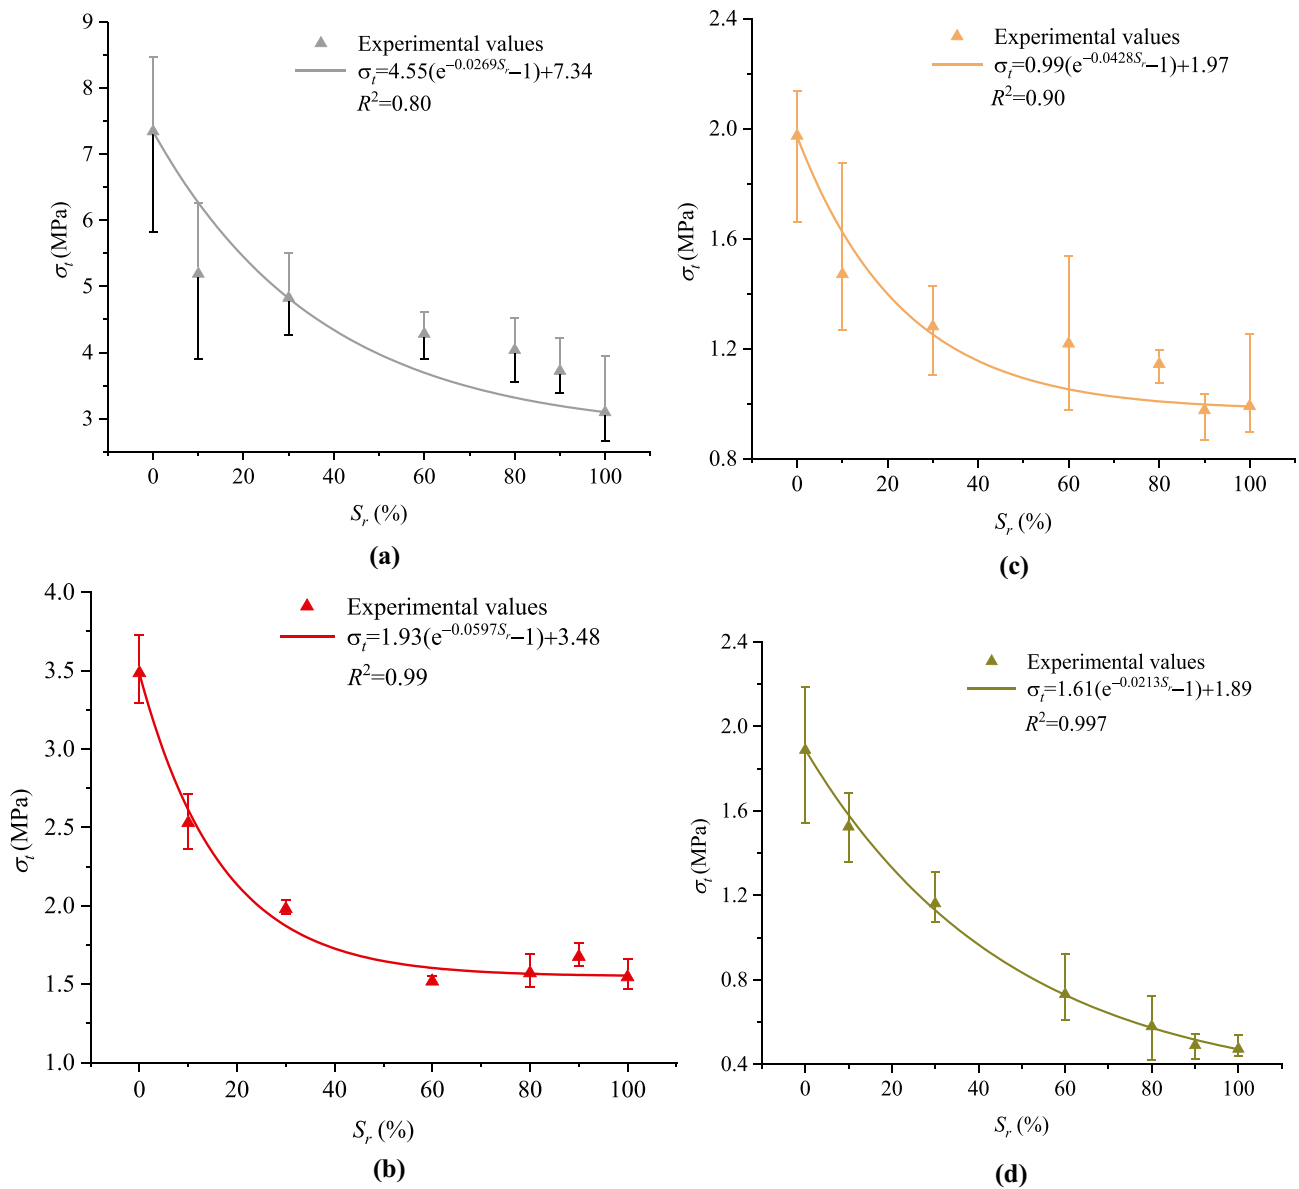 9
8
7
6
5
4
3
σt (MPa)
Experimental values
σt=4.55(e−0.0269Sr−1)+7.34
R2=0.80
0 20 40 60 80 100
Sr (%)
(a)
2.4
2.0
1.6
1.2
0.8
σt (MPa)
Experimental values
σt=0.99(e−0.0428Sr−1)+1.97
R2=0.90
0 20 40 60 80 100
Sr (%)
(c)
4.0
3.5
3.0
2.5
2.0
1.5
1.0
σt (MPa)
Experimental values
σt=1.93(e−0.0597Sr−1)+3.48
R2=0.99
0 20 40 60 80 100
Sr (%)
(b)
2.4
2.0
1.6
1.2
0.8
0.4
σt (MPa)
Experimental values
σt=1.61(e−0.0213Sr−1)+1.89
R2=0.997
0 20 40 60 80 100
Sr (%)
(d)